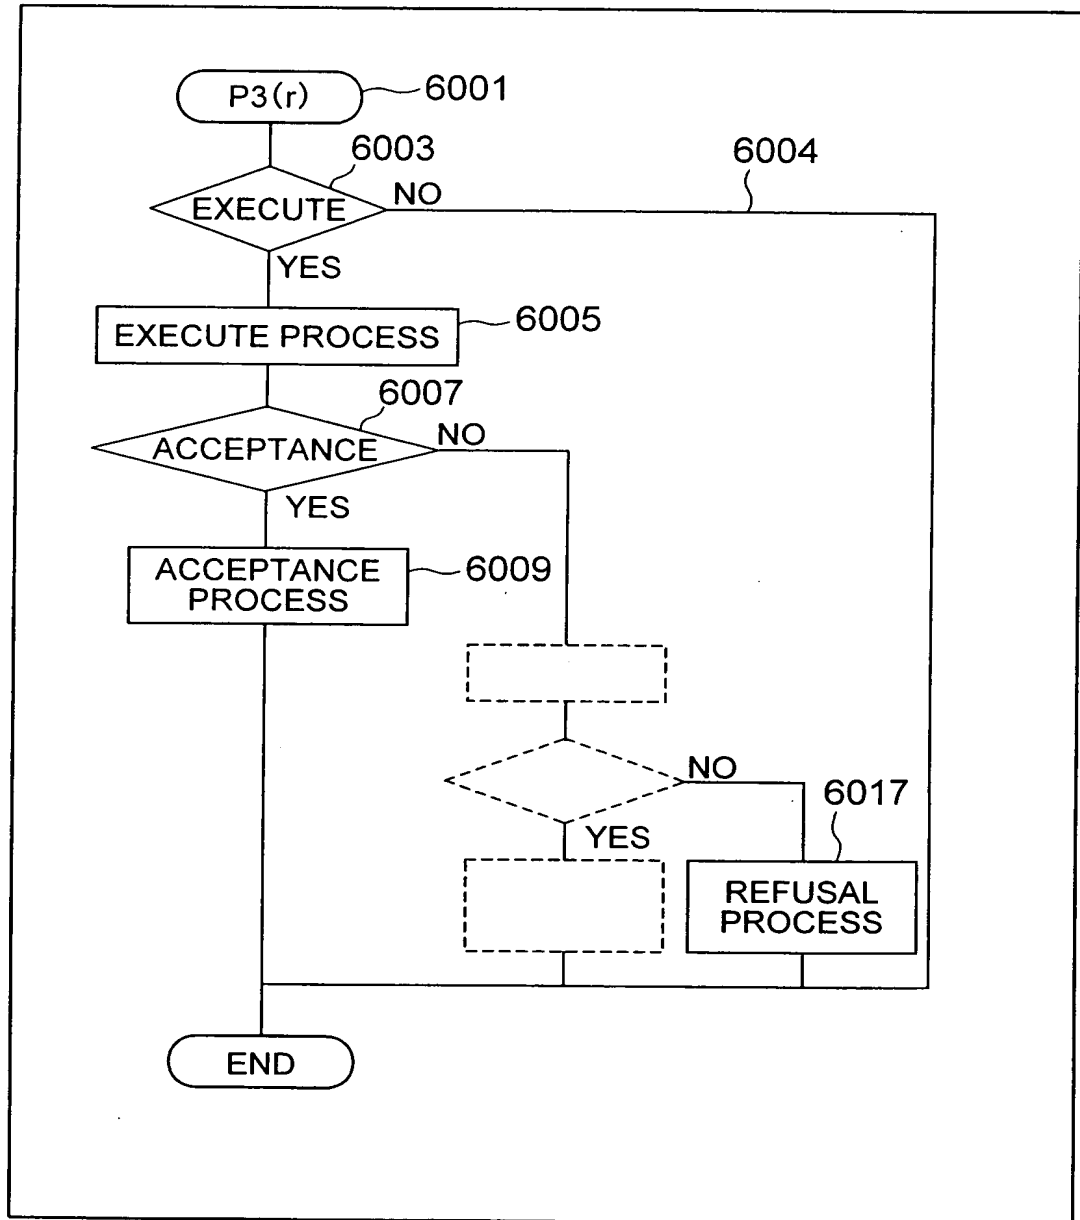 P3(r)
6001
6003
6004
EXECUTE
NO
YES
EXECUTE PROCESS
6005
6007
ACCEPTANCE
NO
YES
ACCEPTANCE
PROCESS
6009
NO
6017
YES
REFUSAL
PROCESS
END